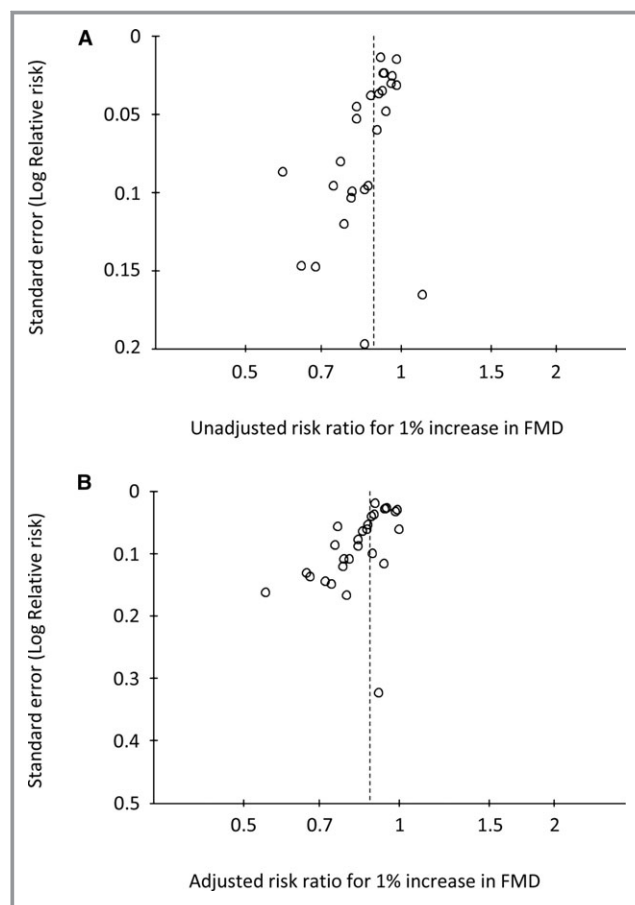 A
0
0.05
0.1
0.15
0.2
Standard error (Log Relative risk)
0.5 0.7 1 1.5 2
Unadjusted risk ratio for 1% increase in FMD
B
0
0.1
0.2
0.3
0.4
0.5
Standard error (Log Relative risk)
0.5 0.7 1 1.5 2
Adjusted risk ratio for 1% increase in FMD